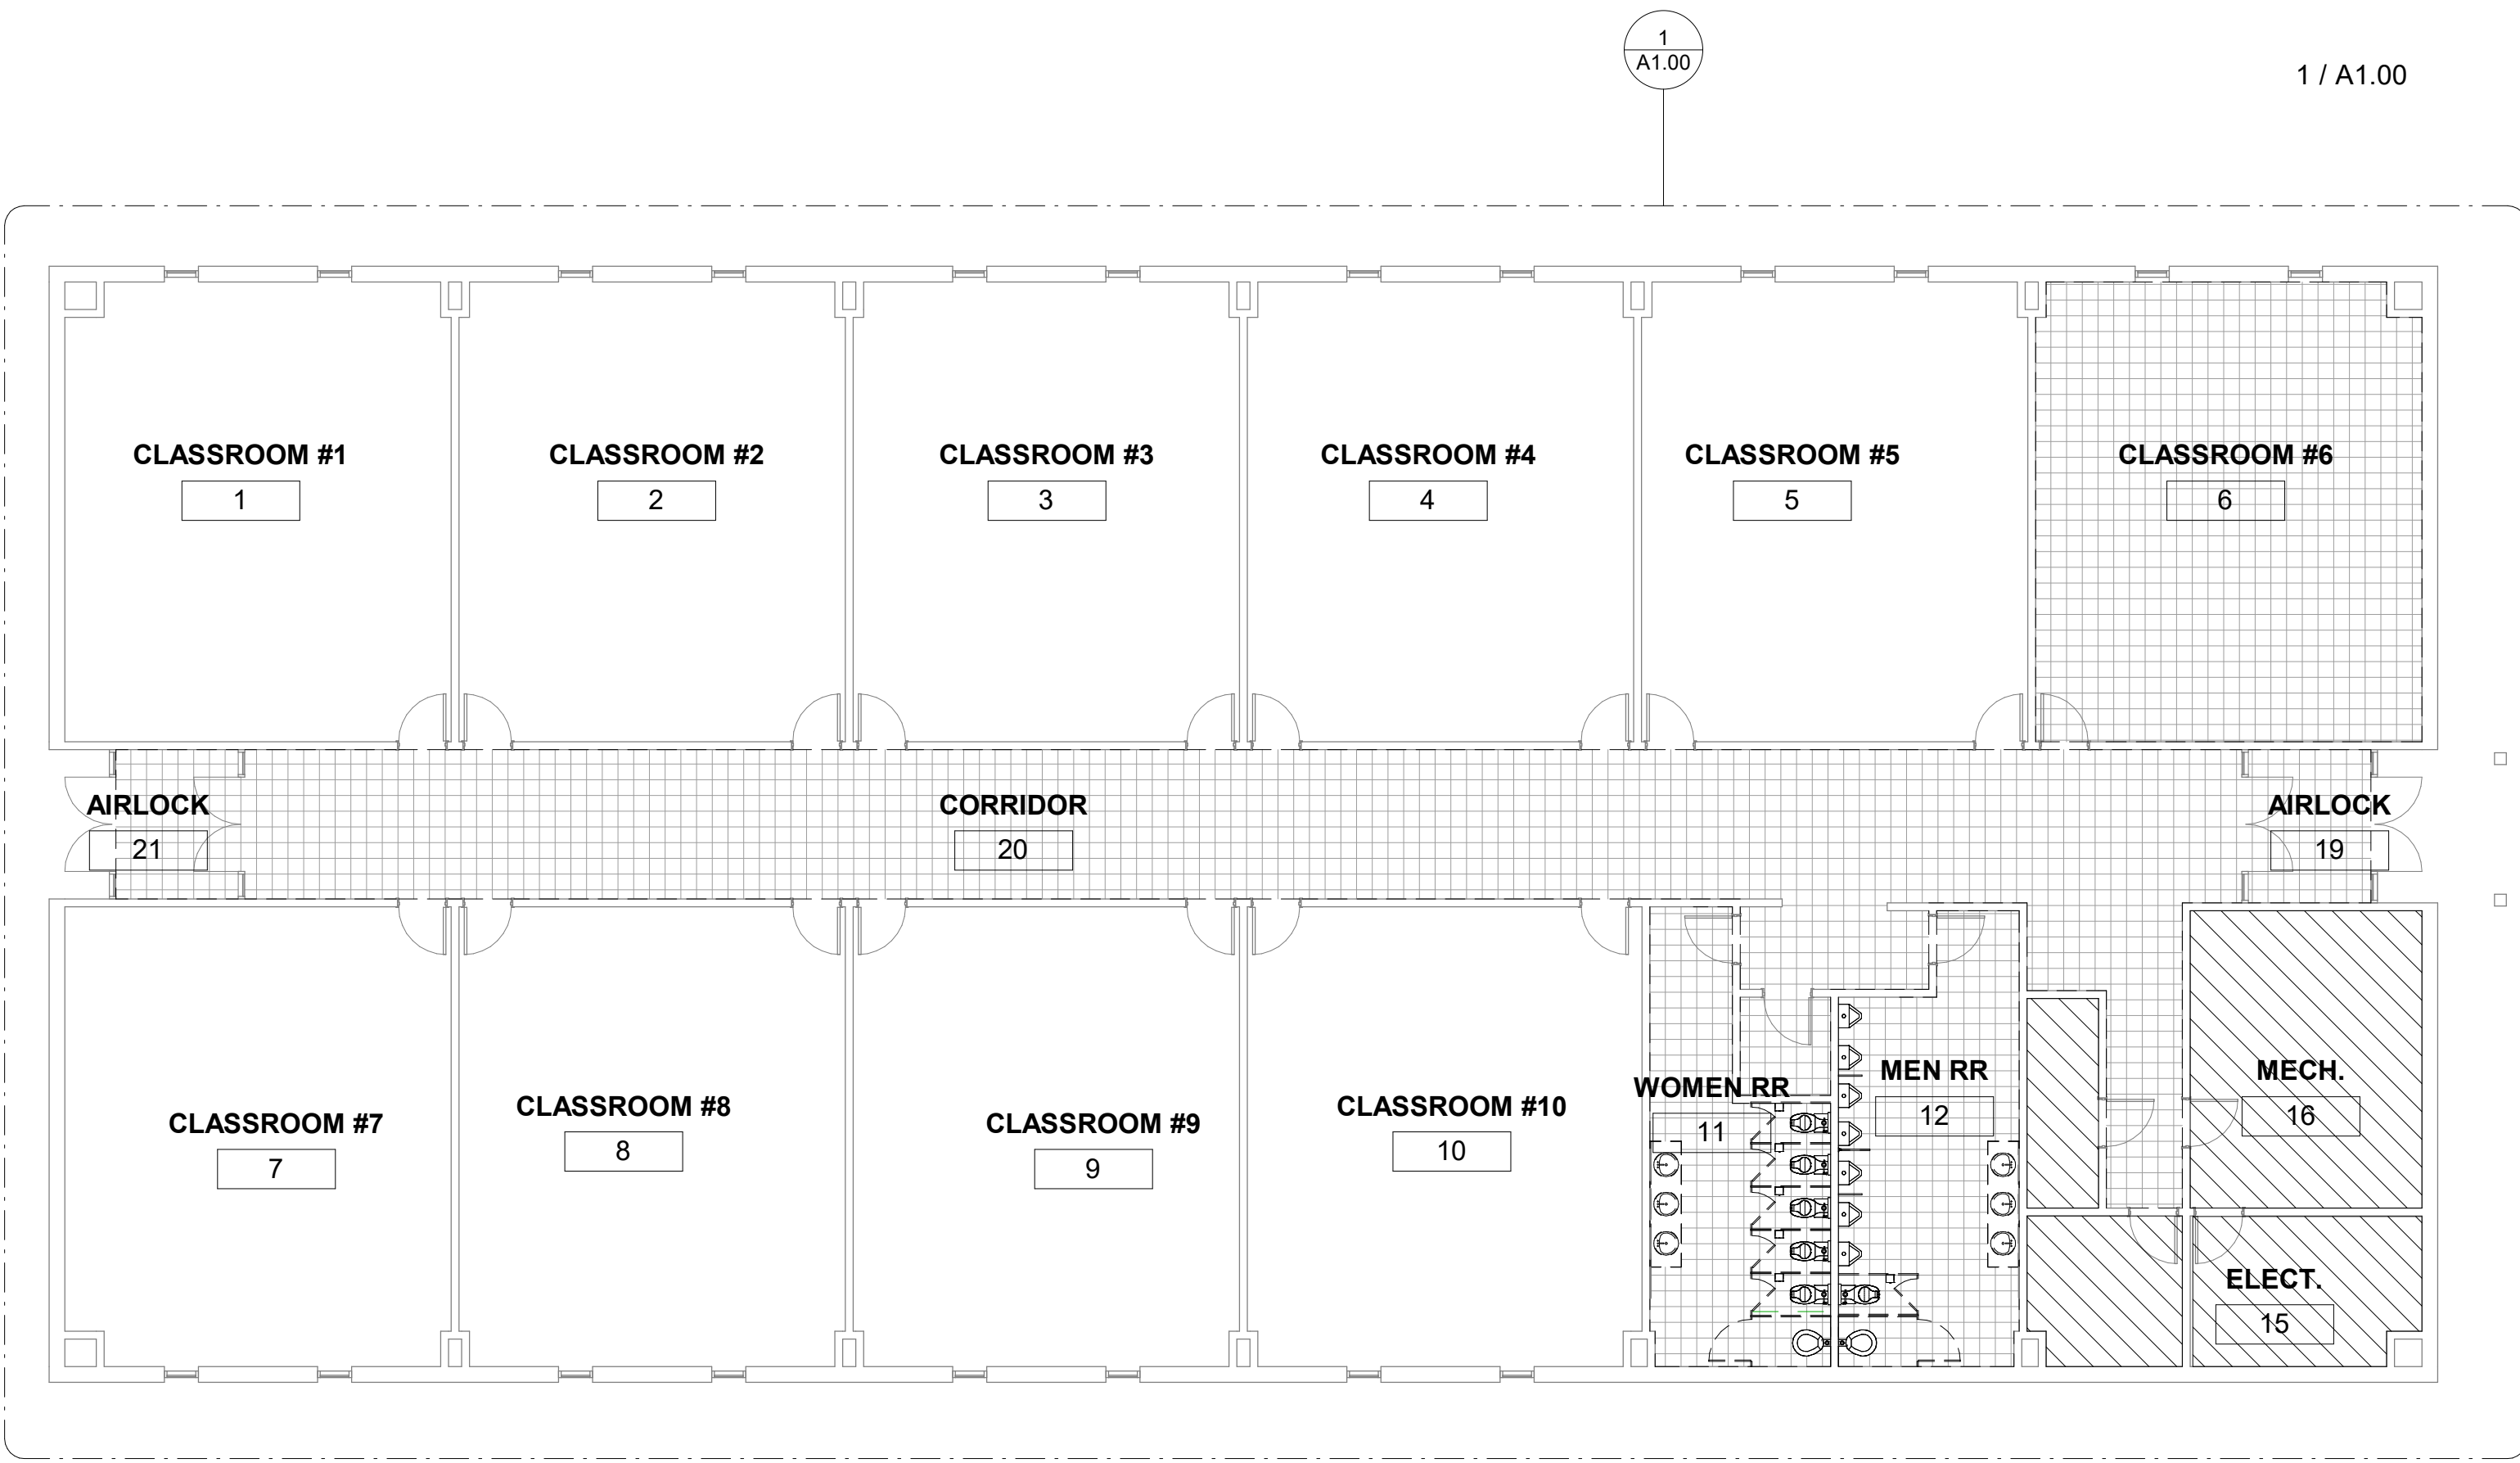 1
A1.00
1 / A1.00
CLASSROOM #1
1
CLASSROOM #2
2
CLASSROOM #3
3
CLASSROOM #4
4
CLASSROOM #5
5
CLASSROOM #6
6
AIRLOCK
21
CORRIDOR
20
AIRLOCK
19
CLASSROOM #7
7
CLASSROOM #8
8
CLASSROOM #9
9
CLASSROOM #10
10
WOMEN RR
11
MEN RR
12
MECH.
16
ELECT.
15